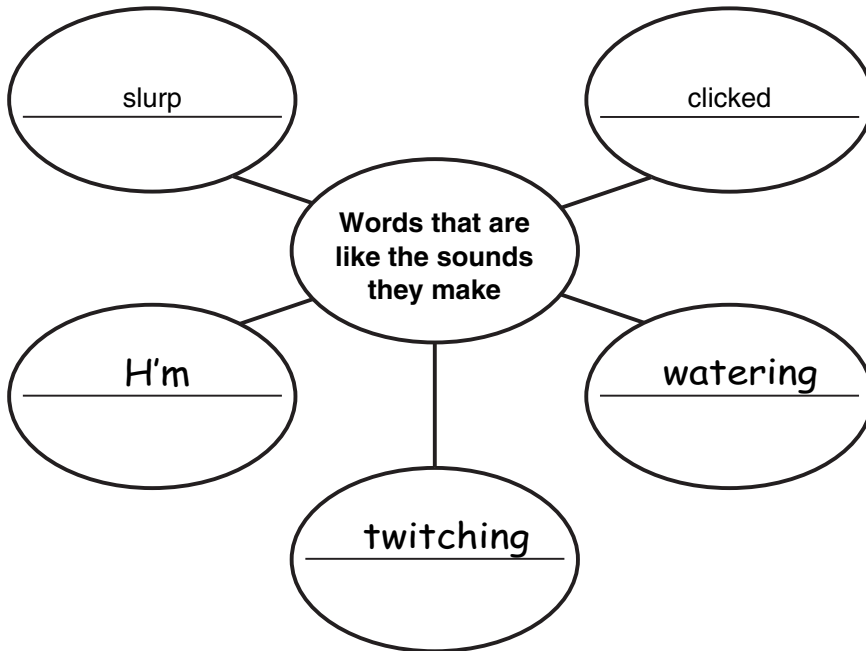 slurp
clicked
Words that are
like the sounds
they make
H'm
watering
twitching